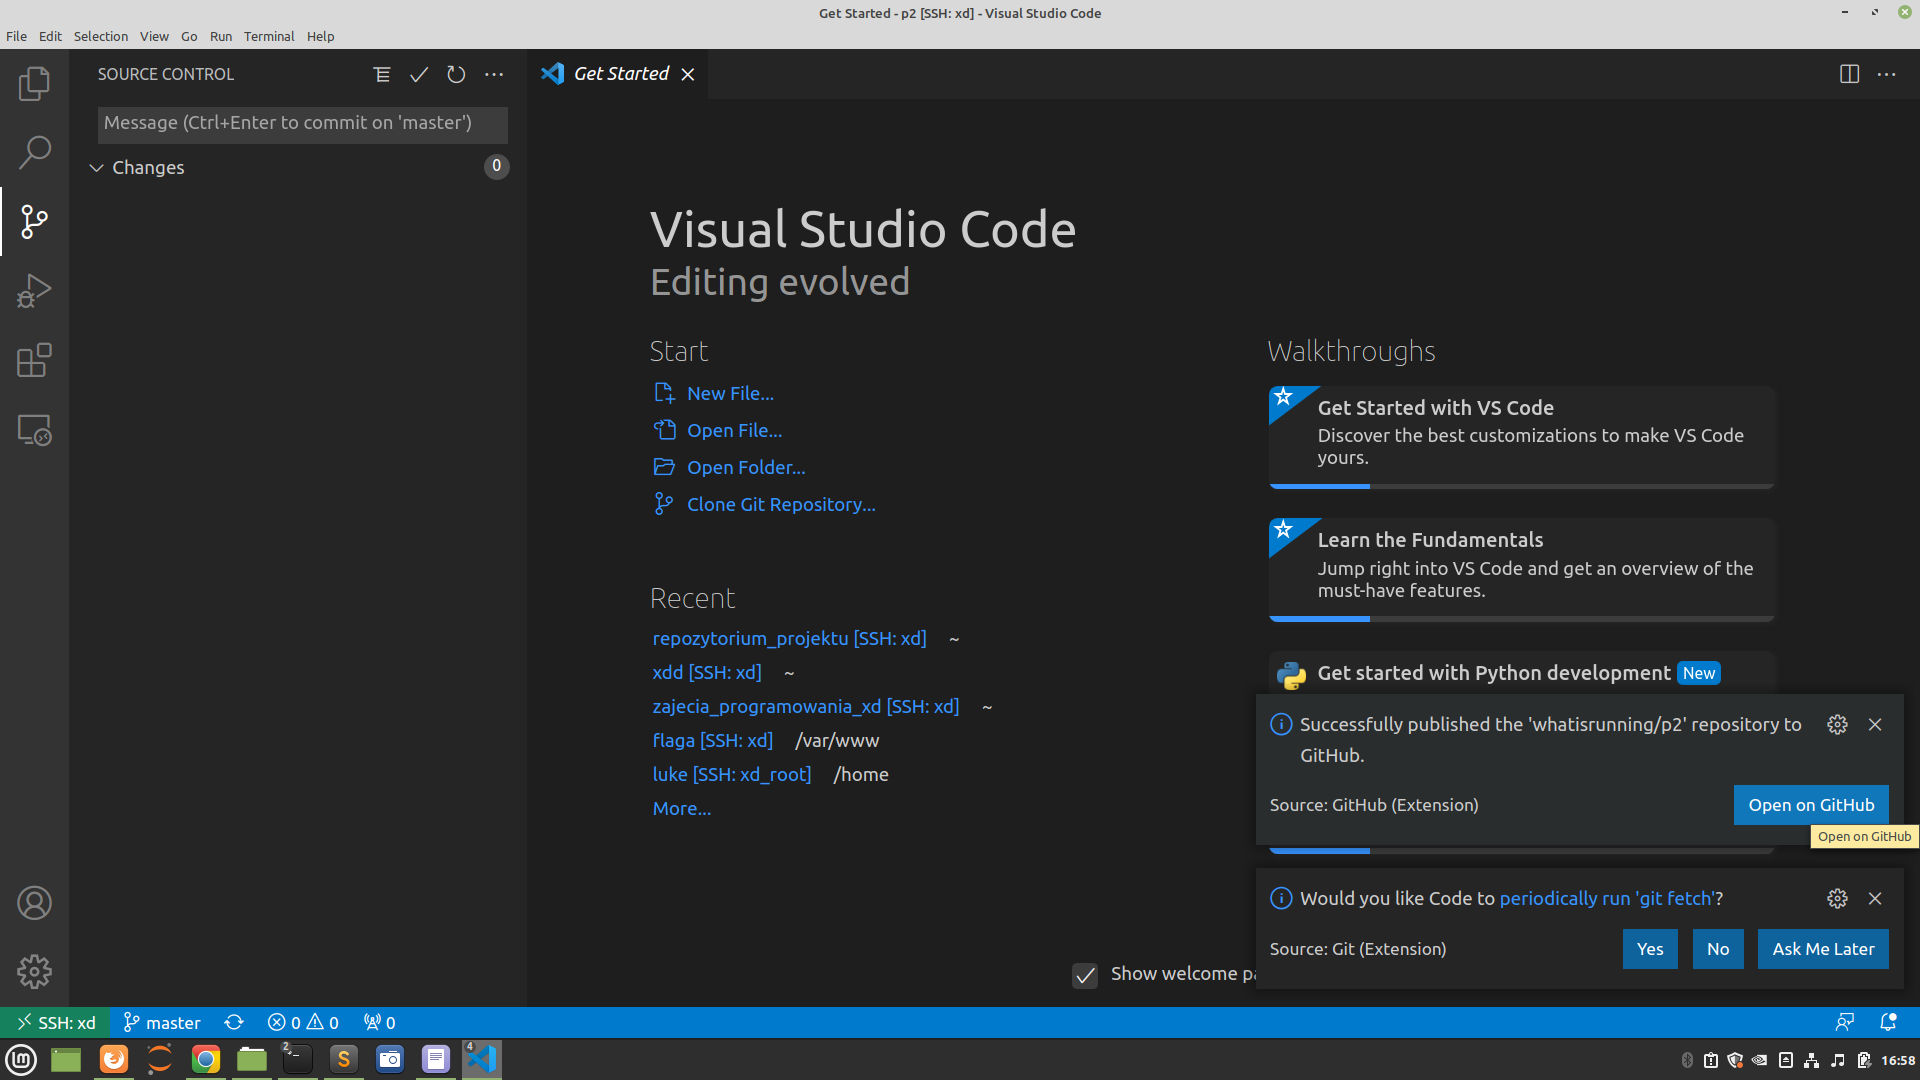 Get Started - p2 [SSH: xd] - Visual Studio Code
File Edit Selection View Go Run Terminal Help
SOURCE CONTROL
Get Started
Message (Ctrl+Enter to commit on 'master')
Changes 0
Visual Studio Code
Editing evolved
Start
New File...
Open File...
Open Folder...
Clone Git Repository...
Recent
repozytorium_projektu [SSH: xd] ~
xdd [SSH: xd] ~
zajecia_programowania_xd [SSH: xd] ~
flaga [SSH: xd] /var/www
luke [SSH: xd_root] /home
More...
Walkthroughs
Get Started with VS Code
Discover the best customizations to make VS Code
yours.
Learn the Fundamentals
Jump right into VS Code and get an overview of the
must-have features.
Get started with Python development New
Successfully published the 'whatisrunning/p2' repository to
GitHub.
Source: GitHub (Extension) Open on GitHub
Open on GitHub
Would you like Code to periodically run 'git fetch'?
Source: Git (Extension) Yes No Ask Me Later
Show welcome pa
SSH: xd master 0 0 0
2 4 16:58